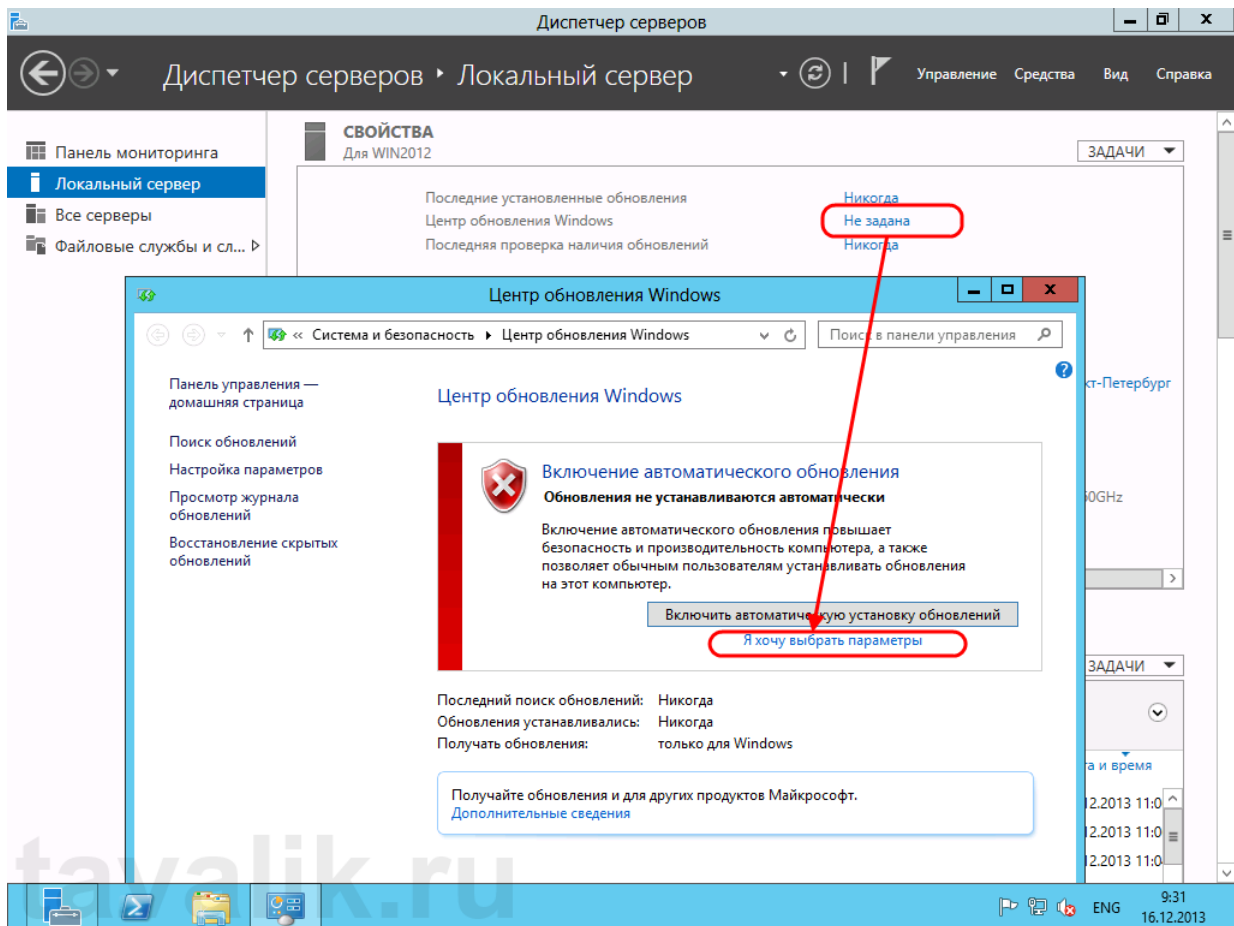 Диспетчер серверов
Диспетчер серверов Локальный сервер
Управление Средства Вид Справка
Панель мониторинга
Локальный сервер
Все серверы
Файловые службы и сл...
СВОЙСТВА
Для WIN2012
ЗАДАЧИ
Последние установленные обновления Никогда
Центр обновления Windows Не задана
Последняя проверка наличия обновлений Никогда
Центр обновления Windows
« Система и безопасность Центр обновления Windows
Поиск в панели управления
Панель управления —
домашняя страница
Поиск обновлений
Настройка параметров
Просмотр журнала
обновлений
Восстановление скрытых
обновлений
Центр обновления Windows
Включение автоматического обновления
Обновления не устанавливаются автоматически
Включение автоматического обновления повышает
безопасность и производительность компьютера, а также
позволяет обычным пользователям устанавливать обновления
на этот компьютер.
Включить автоматическую установку обновлений
Я хочу выбрать параметры
Последний поиск обновлений: Никогда
Обновления устанавливались: Никогда
Получать обновления: только для Windows
Получайте обновления и для других продуктов Майкрософт.
Дополнительные сведения
кт-Петербург
0GHz
ЗАДАЧИ
та и время
12.2013 11:0
12.2013 11:0
12.2013 11:0
tavalik.ru
ENG
9:31
16.12.2013